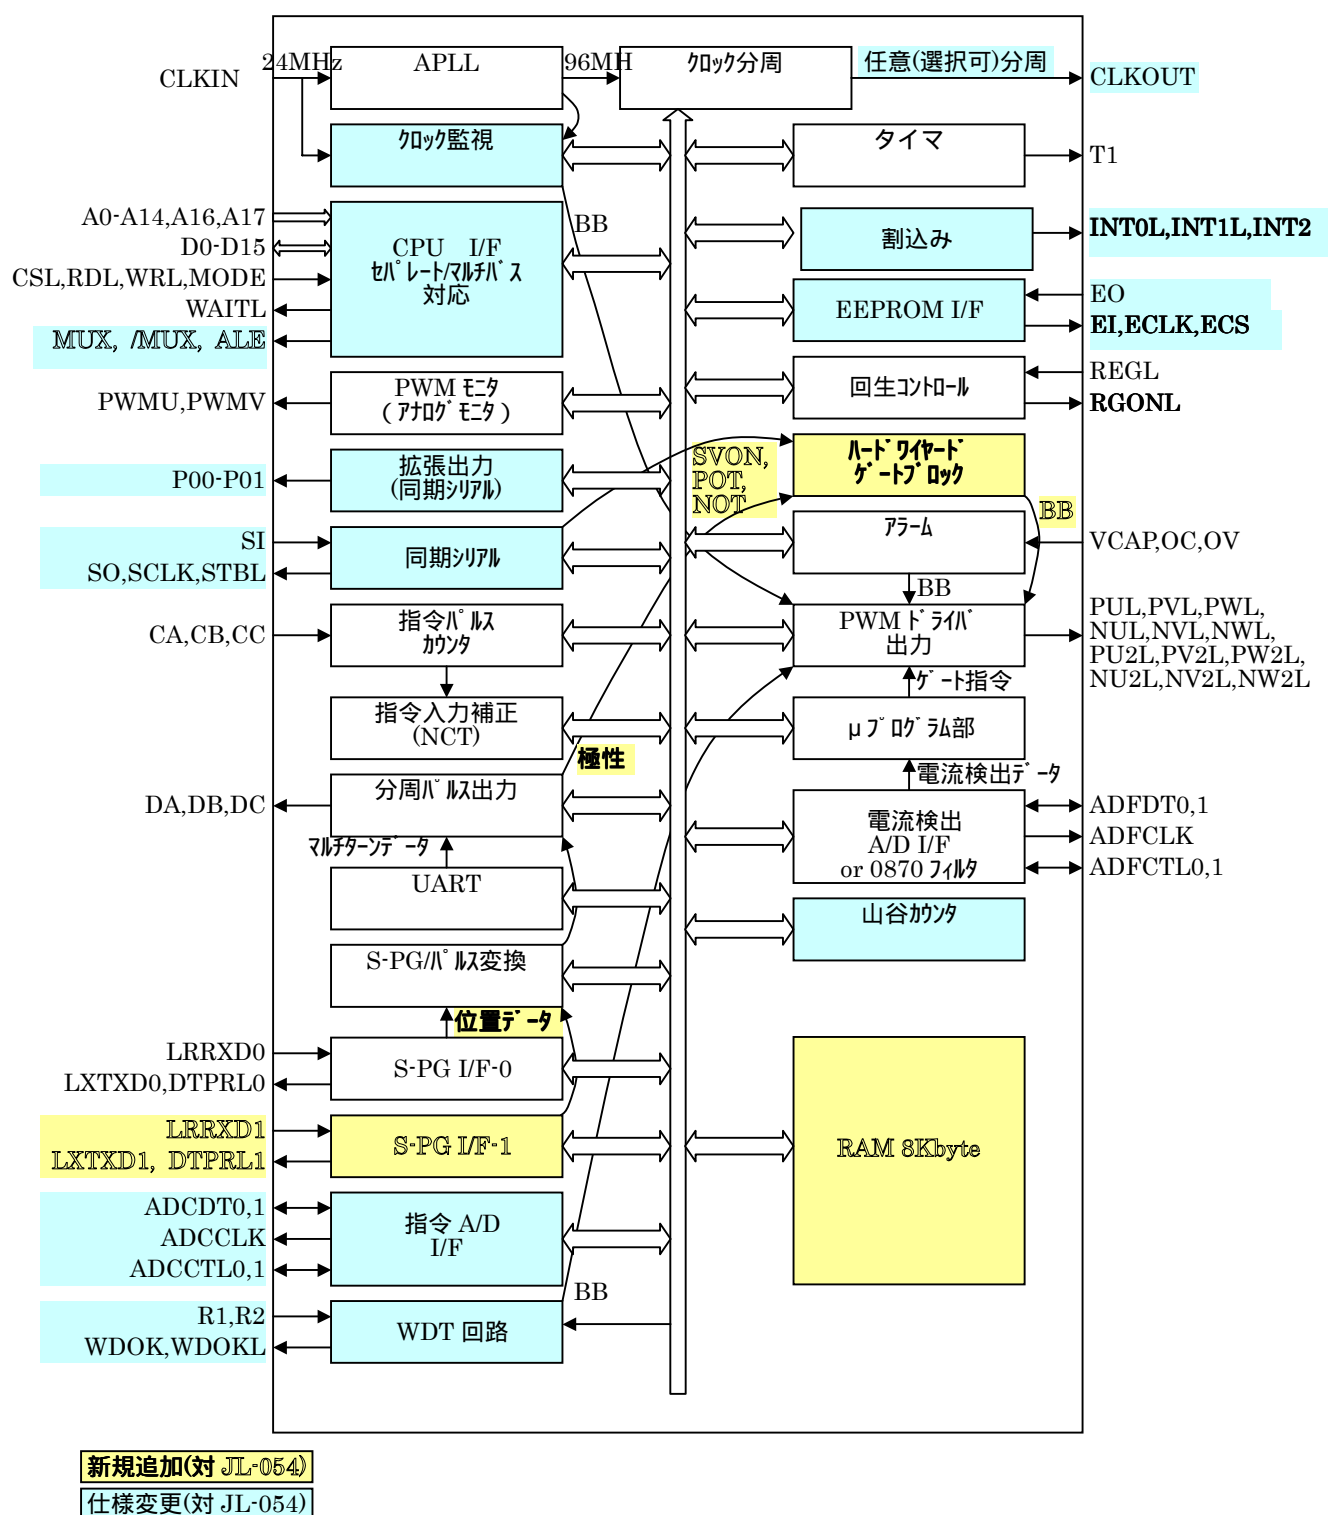 24MHz
APLL
96MH
クロック分周
任意(選択可)分周
CLKIN
CLKOUT
クロック監視
タイマ
T1
A0-A14,A16,A17
D0-D15
CSL,RDL,WRL,MODE
WAITL
MUX, /MUX, ALE
CPU I/F
セパレート/マルチバス
対応
BB
割込み
INT0L,INT1L,INT2
EEPROM I/F
EO
EI,ECLK,ECS
PWMU,PWMV
PWM モニタ
(アナログモニタ)
回生コントロール
REGL
RGONL
P00-P01
拡張出力
(同期シリアル)
SVON,
POT,
NOT
ハードワイヤード
ゲートブロック
BB
SI
SO,SCLK,STBL
同期シリアル
アラーム
VCAP,OC,OV
BB
CA,CB,CC
指令パルス
カウンタ
PWM ドライバ
出力
PUL,PVL,PWL,
NUL,NVL,NWL,
PU2L,PV2L,PW2L,
NU2L,NV2L,NW2L
ゲート指令
指令入力補正
(NCT)
μプログラム部
極性
電流検出データ
DA,DB,DC
分周パルス出力
電流検出
A/D I/F
or 0870 フィルタ
ADFDT0,1
ADFCLK
ADFCTL0,1
マルチターンデータ
UART
山谷カウンタ
S-PG/パルス変換
位置データ
LRRXD0
LXTXD0,DTPRL0
S-PG I/F-0
LRRXD1
LXTXD1, DTPRL1
S-PG I/F-1
RAM 8Kbyte
ADCDT0,1
ADCCLK
ADCCTL0,1
指令 A/D
I/F
BB
R1,R2
WDOK,WDOKL
WDT 回路
新規追加(対 JL-054)
仕様変更(対 JL-054)